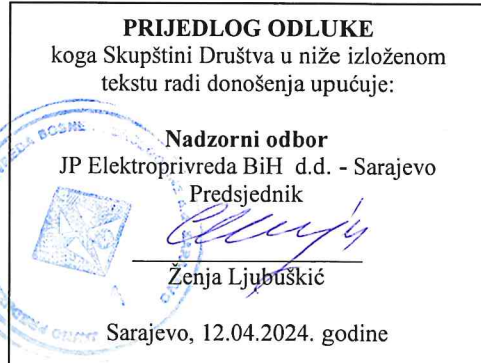 PRIJEDLOG ODLUKE
koga Skupštini Društva u niže izloženom
tekstu radi donošenja upućuje:
Nadzorni odbor
JP Elektroprivreda BiH d.d. - Sarajevo
Predsjednik
Ženja Ljubuškić
Sarajevo, 12.04.2024. godine